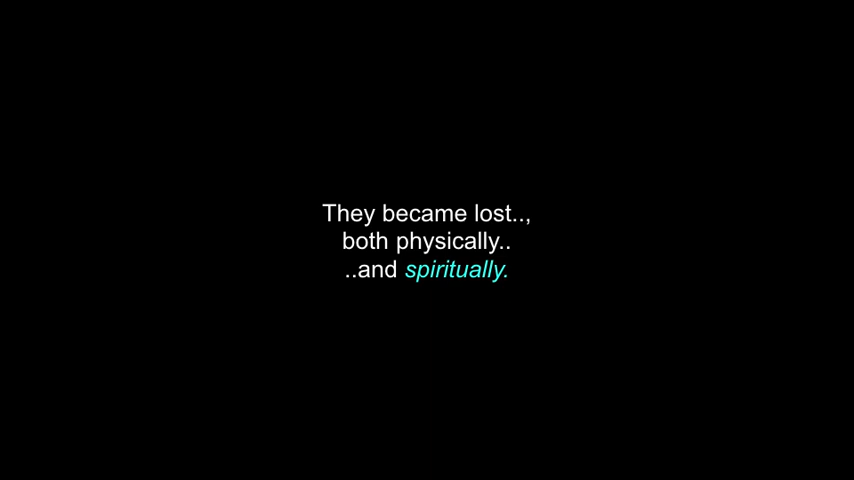 They became lost..,
both physically..
..and spiritually.